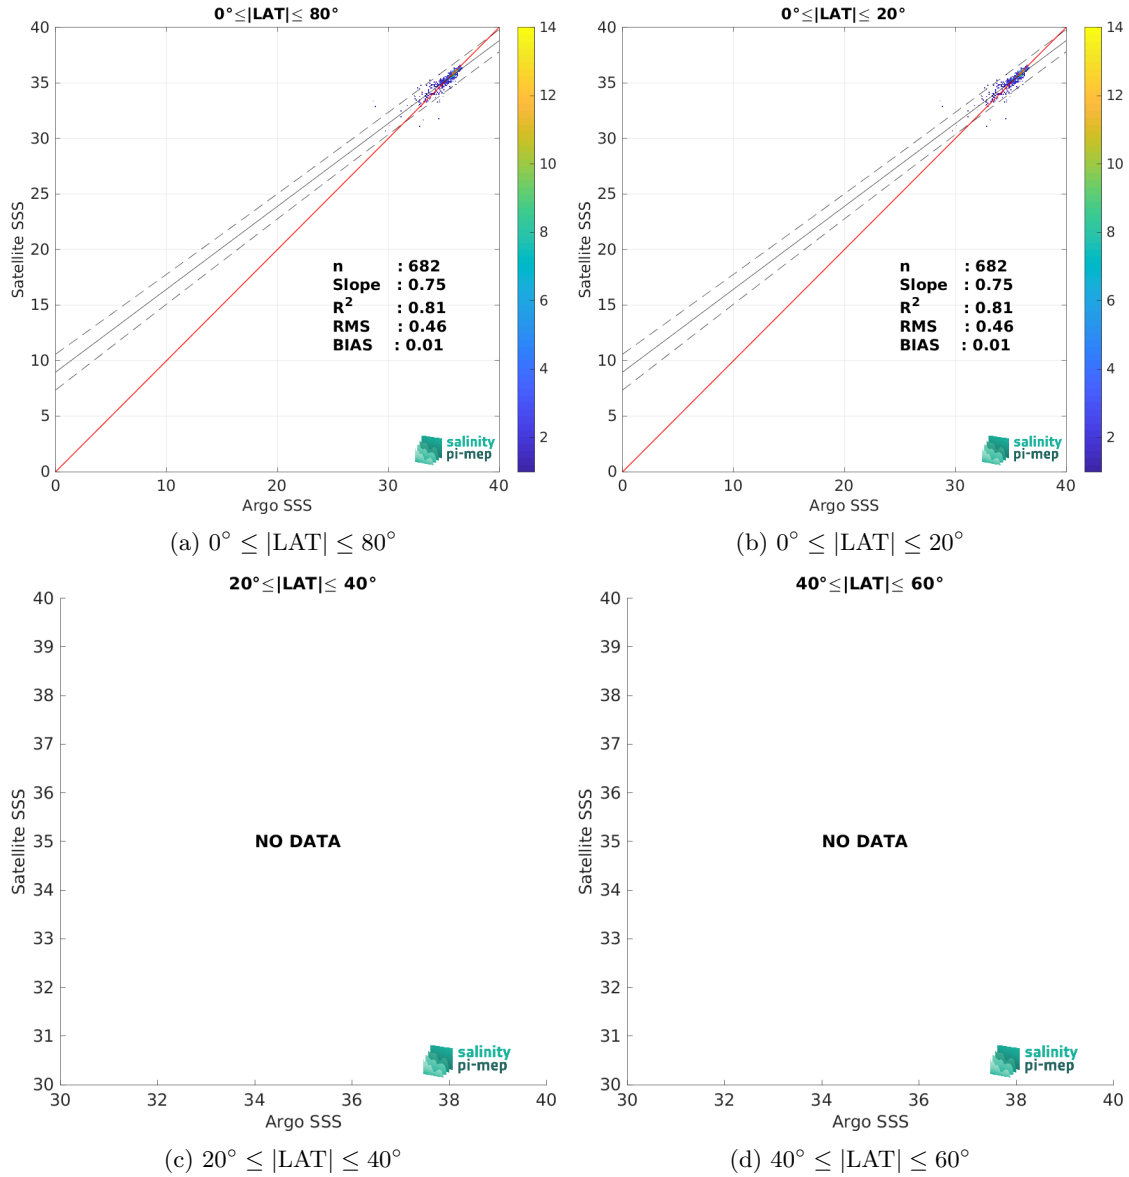 0°≤|LAT|≤ 80°
40
35
30
25
20
15
10
5
0
Satellite SSS
0
10
20
30
40
Argo SSS
14
12
10
8
6
4
2
n : 682
Slope : 0.75
R² : 0.81
RMS : 0.46
BIAS : 0.01
salinity
pi-mep
(a) 0° ≤ |LAT| ≤ 80°
0°≤|LAT|≤ 20°
40
35
30
25
20
15
10
5
0
Satellite SSS
0
10
20
30
40
Argo SSS
14
12
10
8
6
4
2
n : 682
Slope : 0.75
R² : 0.81
RMS : 0.46
BIAS : 0.01
salinity
pi-mep
(b) 0° ≤ |LAT| ≤ 20°
20°≤|LAT|≤ 40°
40
39
38
37
36
35
34
33
32
31
30
Satellite SSS
NO DATA
salinity
pi-mep
30
32
34
36
38
40
Argo SSS
(c) 20° ≤ |LAT| ≤ 40°
40°≤|LAT|≤ 60°
40
39
38
37
36
35
34
33
32
31
30
Satellite SSS
NO DATA
salinity
pi-mep
30
32
34
36
38
40
Argo SSS
(d) 40° ≤ |LAT| ≤ 60°